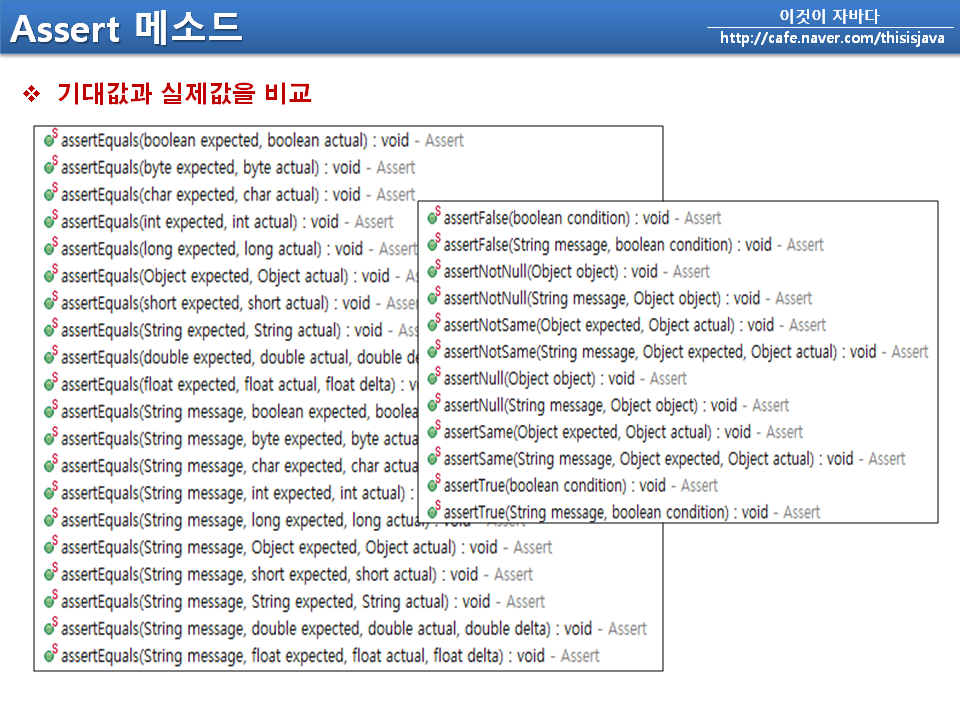 Assert 메소드
이것이 자바다
http://cafe.naver.com/thisisjava
❖ 기대값과 실제값을 비교
assertEquals(boolean expected, boolean actual) : void - Assert
assertEquals(byte expected, byte actual) : void - Assert
assertEquals(char expected, char actual) : void - Assert
assertEquals(int expected, int actual) : void - Assert
assertEquals(long expected, long actual) : void - Assert
assertEquals(Object expected, Object actual) : void - As
assertEquals(short expected, short actual) : void - Asser
assertEquals(String expected, String actual) : void - Ass
assertEquals(double expected, double actual, double de
assertEquals(float expected, float actual, float delta) : v
assertEquals(String message, boolean expected, boolea
assertEquals(String message, byte expected, byte actua
assertEquals(String message, char expected, char actua
assertEquals(String message, int expected, int actual) :
assertEquals(String message, long expected, long actual) : void - Assert
assertEquals(String message, Object expected, Object actual) : void - Assert
assertEquals(String message, short expected, short actual) : void - Assert
assertEquals(String message, String expected, String actual) : void - Assert
assertEquals(String message, double expected, double actual, double delta) : void - Assert
assertEquals(String message, float expected, float actual, float delta) : void - Assert
assertFalse(boolean condition) : void - Assert
assertFalse(String message, boolean condition) : void - Assert
assertNotNull(Object object) : void - Assert
assertNotNull(String message, Object object) : void - Assert
assertNotSame(Object expected, Object actual) : void - Assert
assertNotSame(String message, Object expected, Object actual) : void - Assert
assertNull(Object object) : void - Assert
assertNull(String message, Object object) : void - Assert
assertSame(Object expected, Object actual) : void - Assert
assertSame(String message, Object expected, Object actual) : void - Assert
assertTrue(boolean condition) : void - Assert
assertTrue(String message, boolean condition) : void - Assert